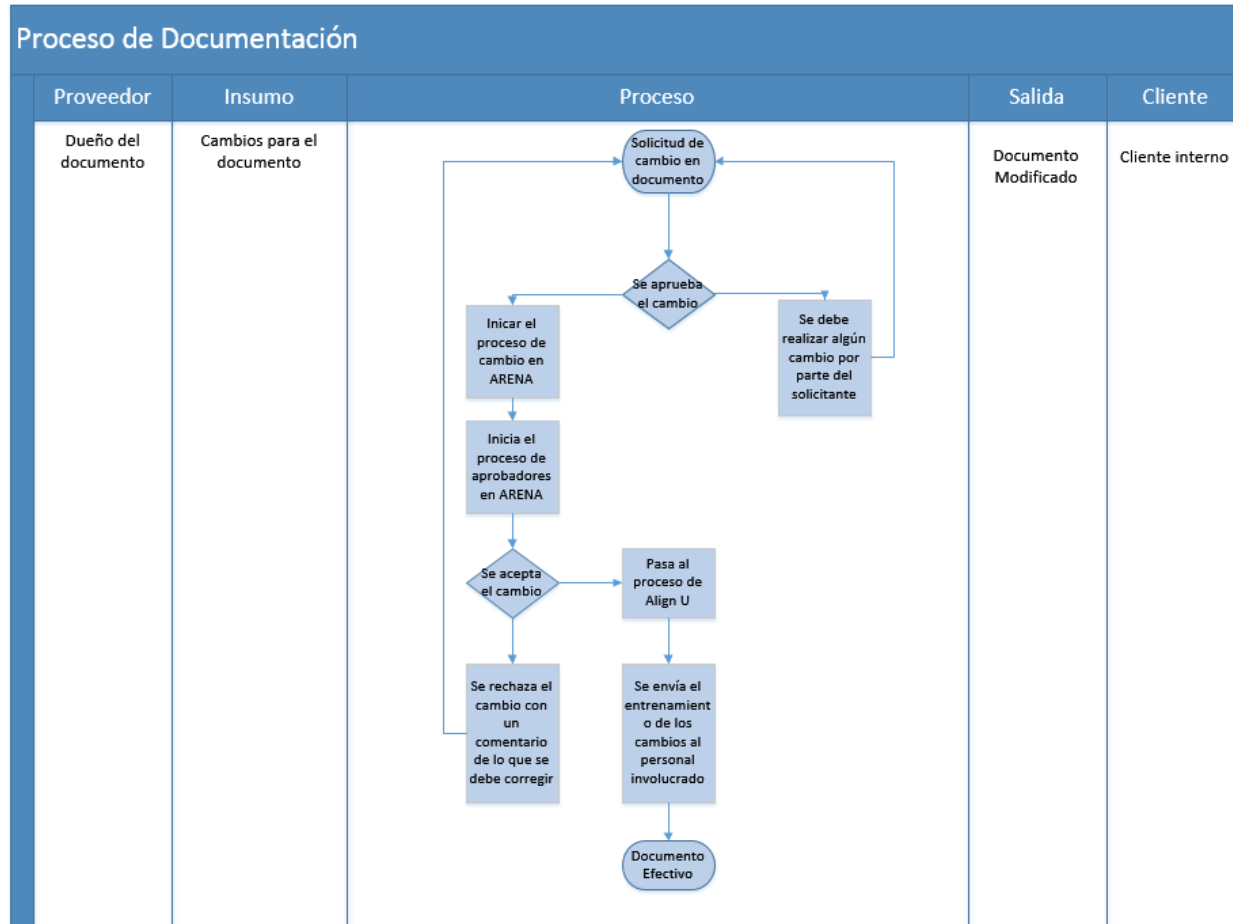 Proceso de Documentación
Proveedor
Insumo
Proceso
Salida
Cliente
Dueño del
documento
Cambios para el
documento
Solicitud de
cambio en
documento
Documento
Modificado
Cliente interno
Se aprueba
el cambio
Inicar el
proceso de
cambio en
ARENA
Se debe
realizar algún
cambio por
parte del
solicitante
Inicia el
proceso de
aprobadores
en ARENA
Se acepta
el cambio
Pasa al
proceso de
Align U
Se rechaza el
cambio con
un
comentario
de lo que se
debe corregir
Se envía el
entrenamient
o de los
cambios al
personal
involucrado
Documento
Efectivo